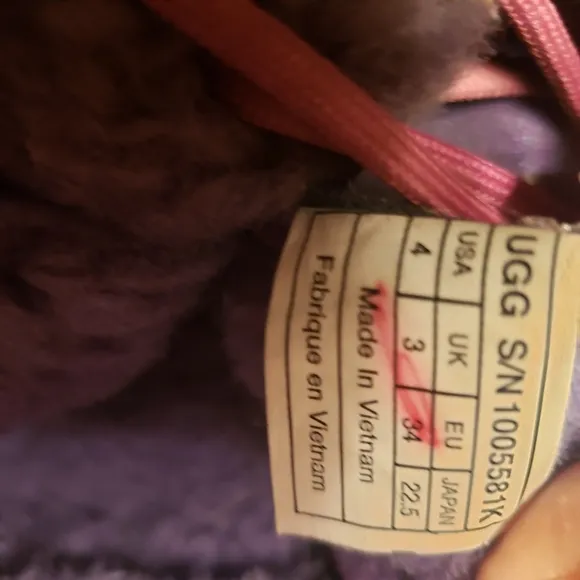 UGG S/N 1005581K
USA UK EU JAPAN
4 3 34 22.5
Made In Vietnam
Fabrique en Vietnam